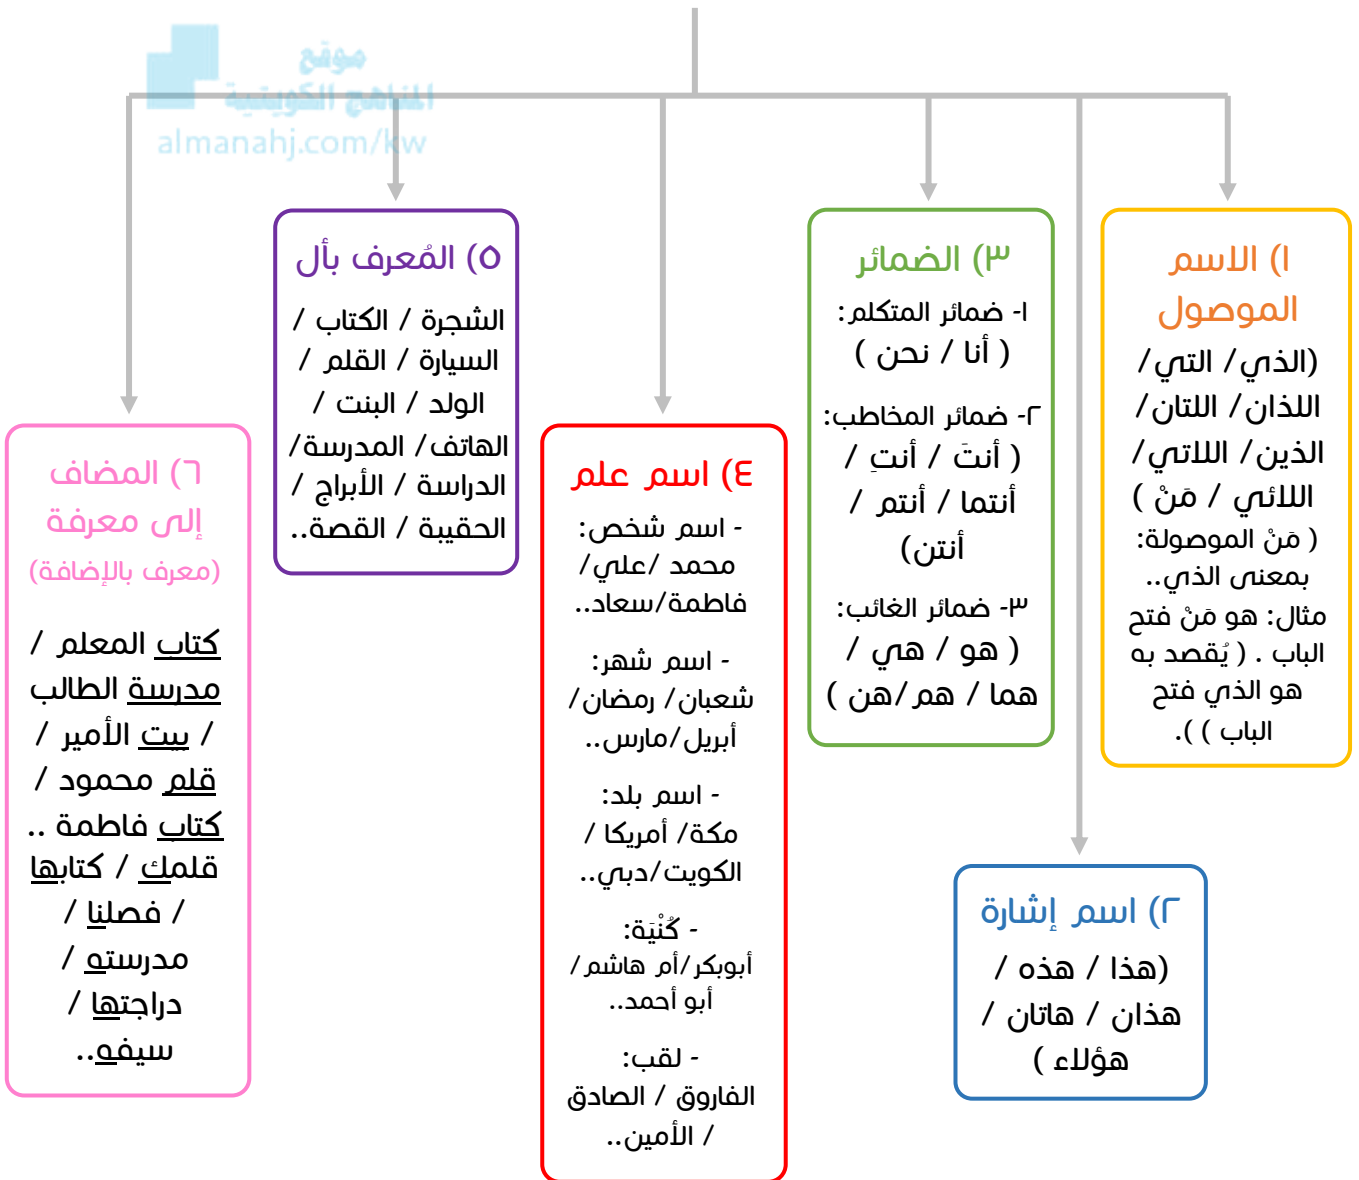 موقع
المناهج الكويتية
almanahj.com/kw
١) الاسم
الموصول
(الذي/ التي/
اللذان/ اللتان/
الذين/ اللاتي/
اللائي / مَنْ )
( مَنْ الموصولة:
بمعنى الذي..
مثال: هو مَنْ فتح
الباب . ( يُقصد به
هو الذي فتح
الباب ) ).
٢) اسم إشارة
(هذا / هذه /
هذان / هاتان /
هؤلاء )
٣) الضمائر
١- ضمائر المتكلم:
( أنا / نحن )
٢- ضمائر المخاطب:
( أنتَ / أنتِ /
أنتما / أنتم /
أنتن)
٣- ضمائر الغائب:
( هو / هي /
هما / هم/هن )
٤) اسم علم
- اسم شخص:
محمد /علي/
فاطمة/سعاد..
- اسم شهر:
شعبان/ رمضان/
أبريل/مارس..
- اسم بلد:
مكة/ أمريكا /
الكويت/دبي..
- كُنْيَة:
أبوبكر/أم هاشم/
أبو أحمد..
- لقب:
الفاروق / الصادق
/ الأمين..
٥) المُعرف بأل
الشجرة / الكتاب /
السيارة / القلم /
الولد / البنت /
الهاتف/ المدرسة/
الدراسة / الأبراج /
الحقيبة / القصة..
٦) المضاف
إلى معرفة
(معرف بالإضافة)
كتاب المعلم /
مدرسة الطالب
/ بيت الأمير /
قلم محمود /
كتاب فاطمة ..
قلمك / كتابها
/ فصلنا /
مدرسته /
دراجتها /
سيفه..